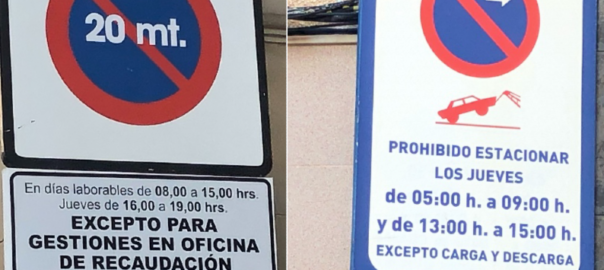 20 mt.
En días laborables de 08,00 a 15,00 hrs.
Jueves de 16,00 a 19,00 hrs.
EXCEPTO PARA
GESTIONES EN OFICINA
DE RECAUDACIÓN
PROHIBIDO ESTACIONAR
LOS JUEVES
de 05:00 h. a 09:00 h.
y de 13:00 h. a 15:00 h.
EXCEPTO CARGA Y DESCARGA